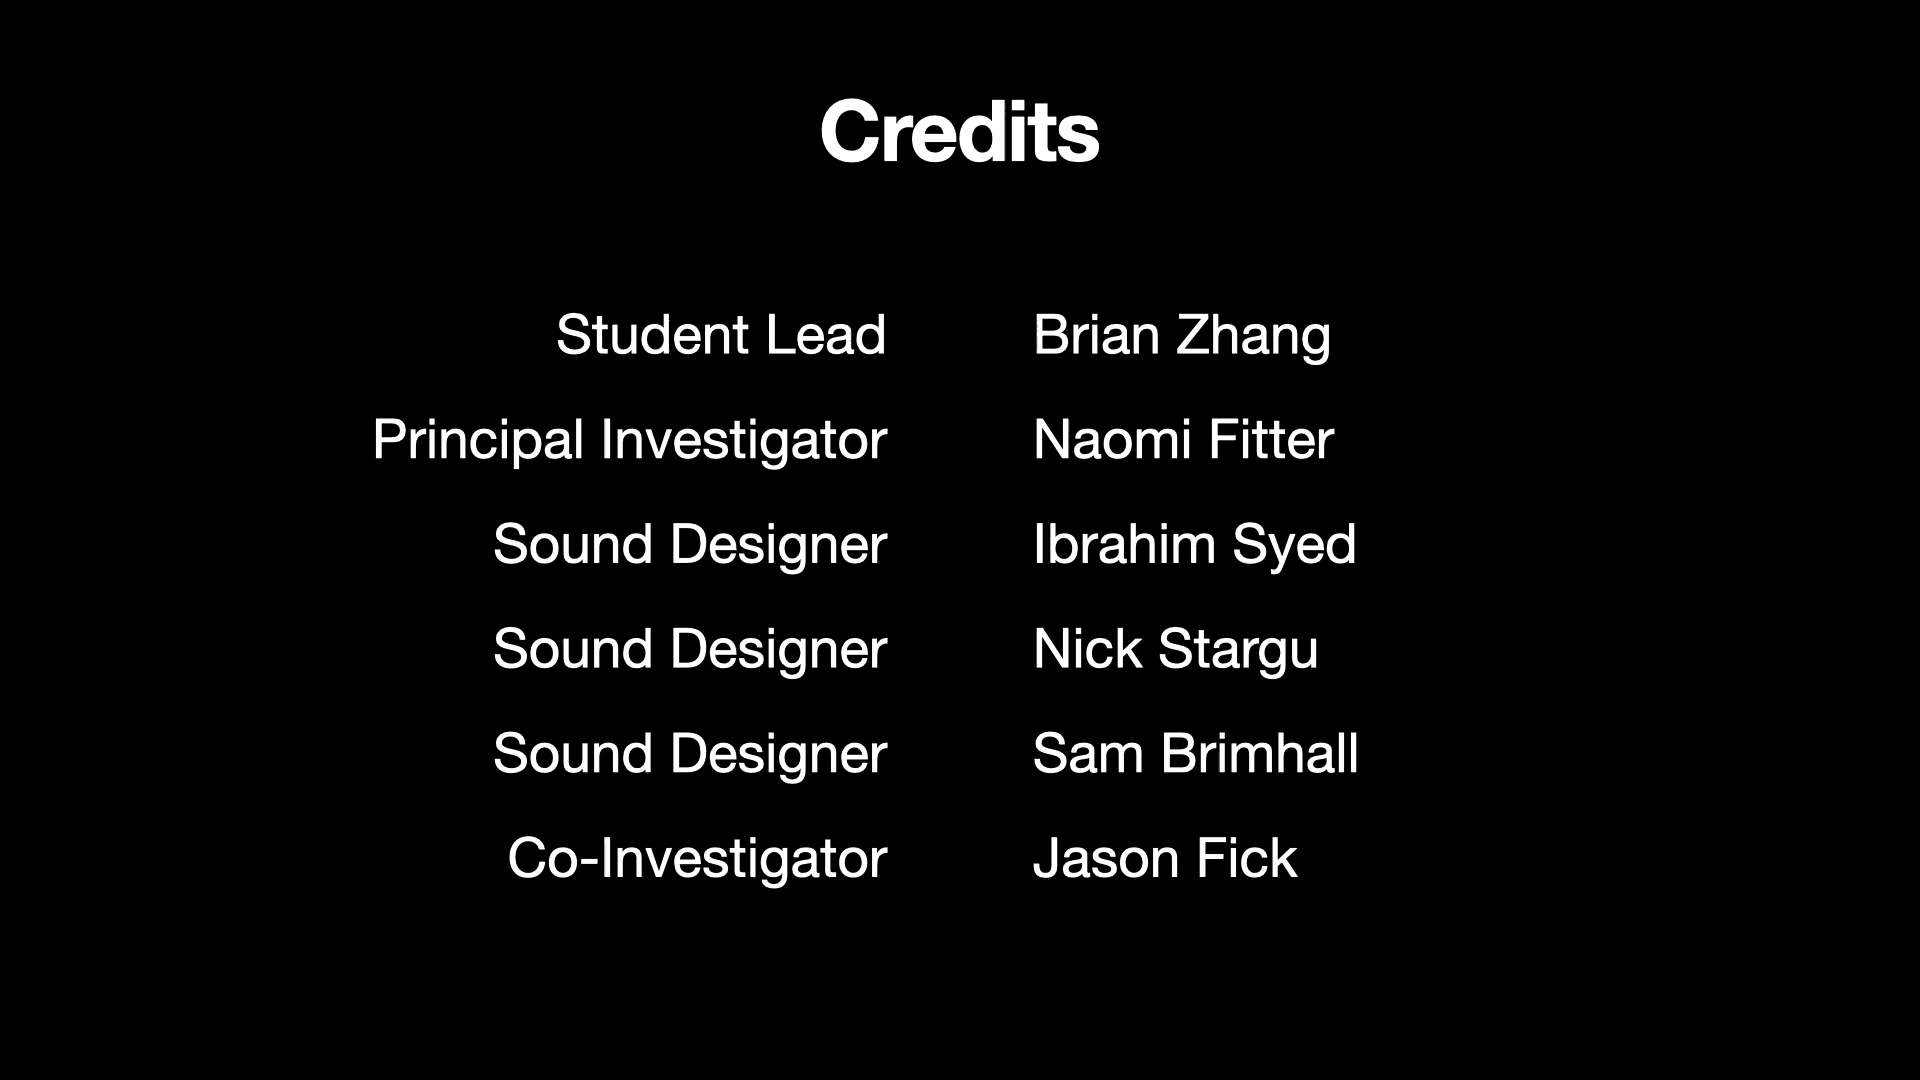 Credits
Student Lead Brian Zhang
Principal Investigator Naomi Fitter
Sound Designer Ibrahim Syed
Sound Designer Nick Stargu
Sound Designer Sam Brimhall
Co-Investigator Jason Fick